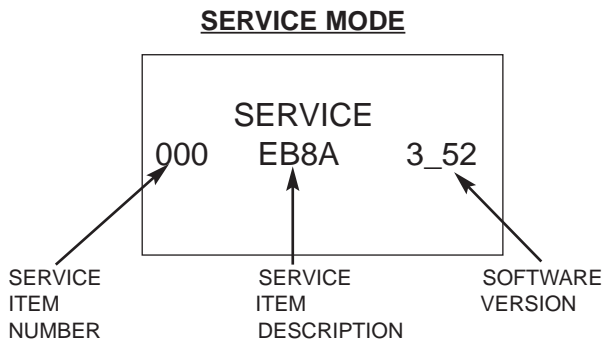 SERVICE MODE
SERVICE
000 EB8A 3_52
SERVICE ITEM NUMBER
SERVICE ITEM DESCRIPTION
SOFTWARE VERSION